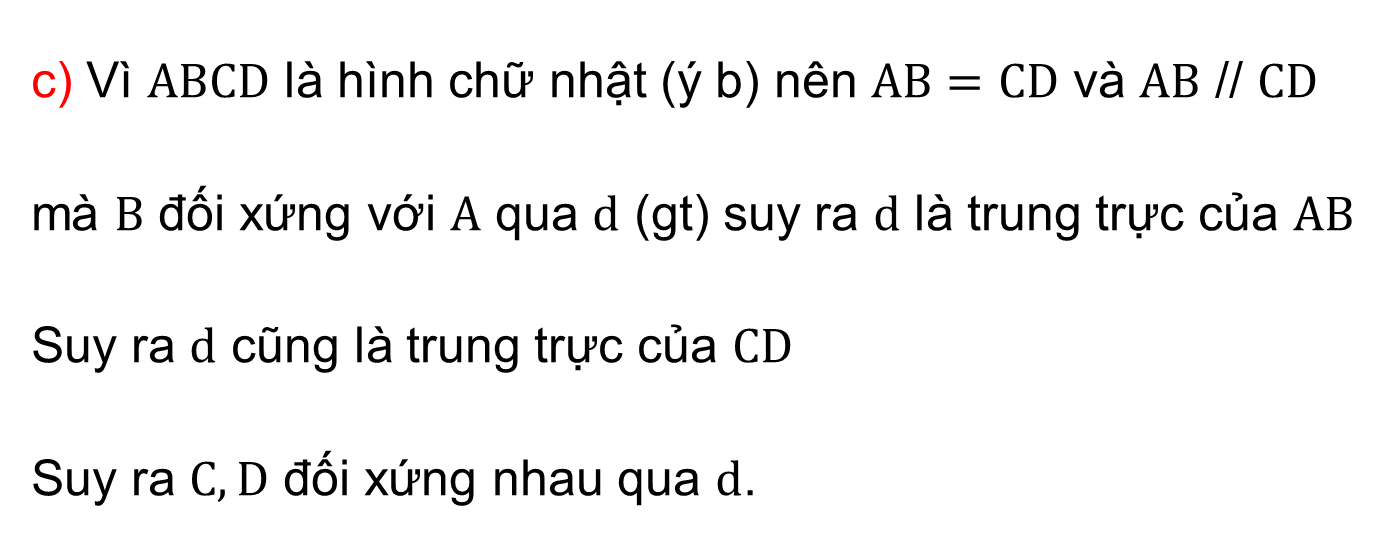 c) Vì ABCD là hình chữ nhật (ý b) nên AB = CD và AB // CD
mà B đối xứng với A qua d (gt) suy ra d là trung trực của AB
Suy ra d cũng là trung trực của CD
Suy ra C, D đối xứng nhau qua d.